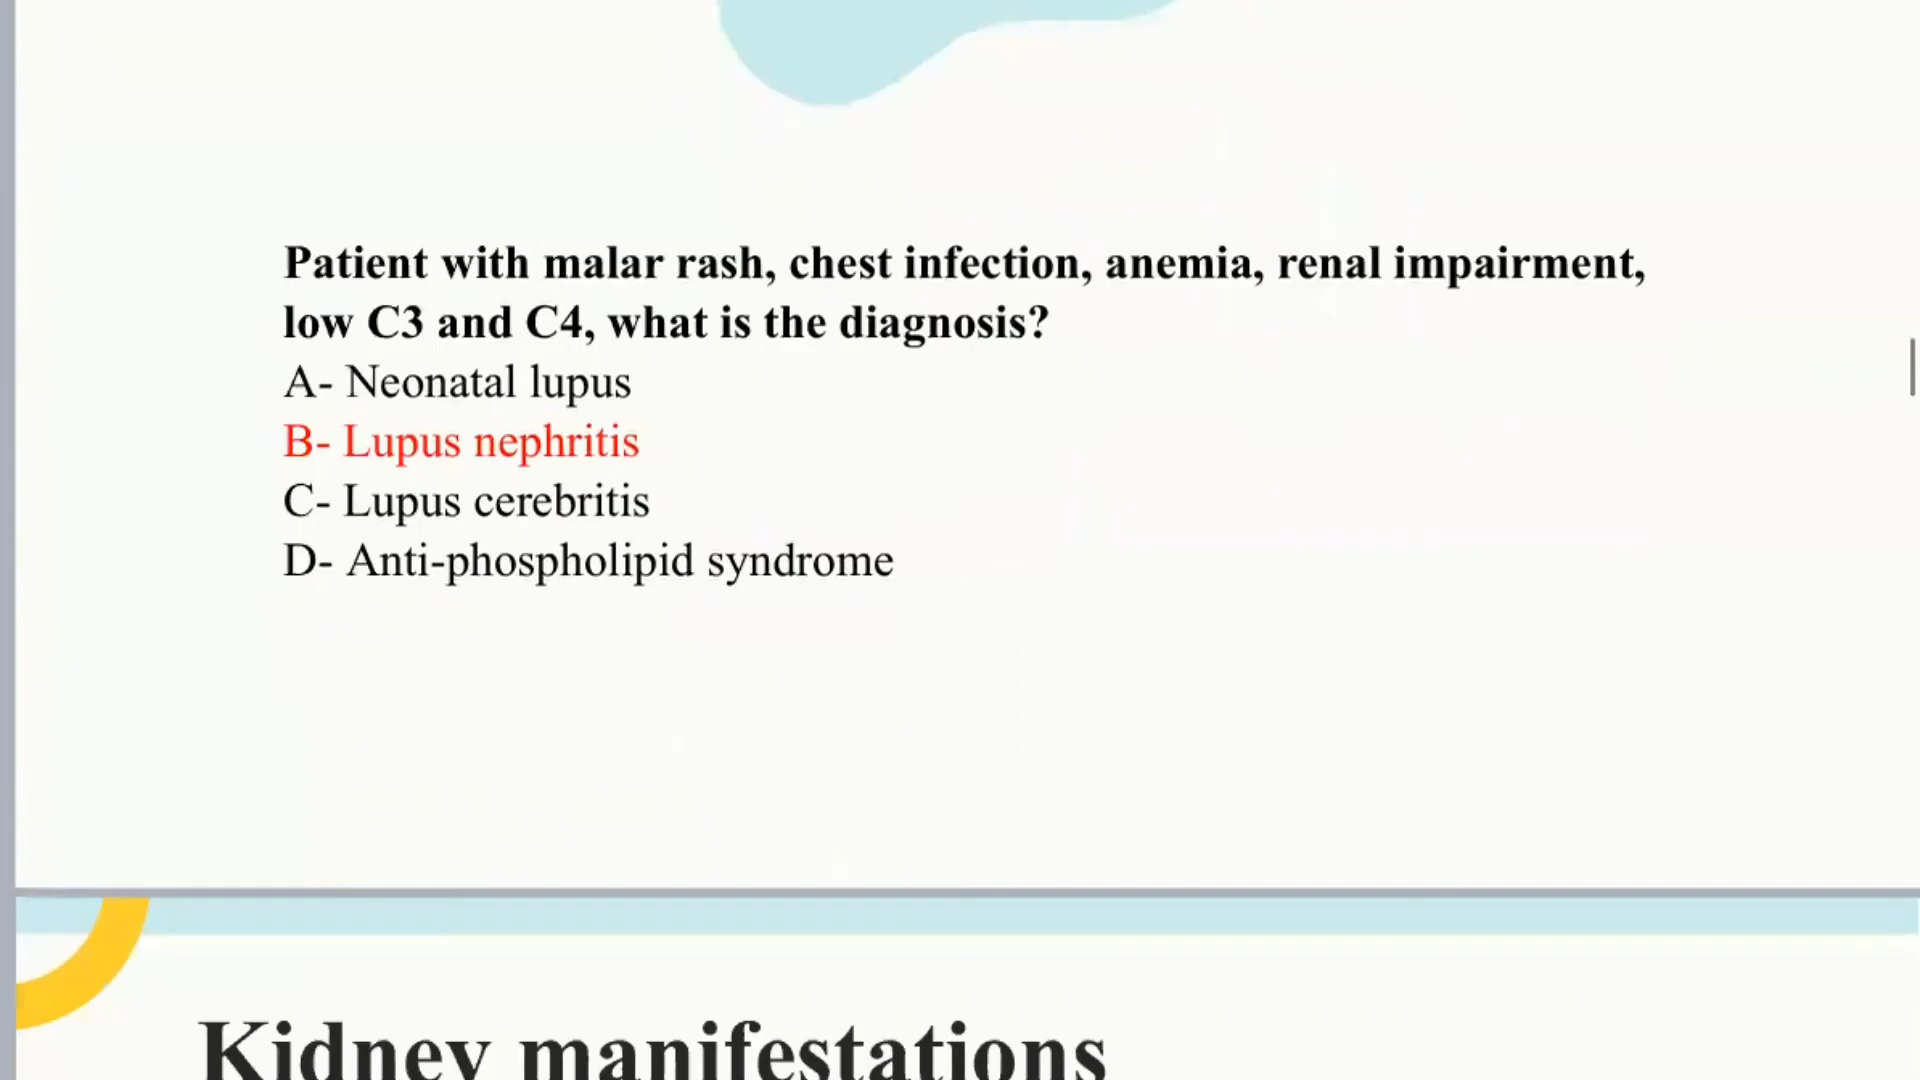 Patient with malar rash, chest infection, anemia, renal impairment,
low C3 and C4, what is the diagnosis?
A- Neonatal lupus
B- Lupus nephritis
C- Lupus cerebritis
D- Anti-phospholipid syndrome
Kidney manifestations